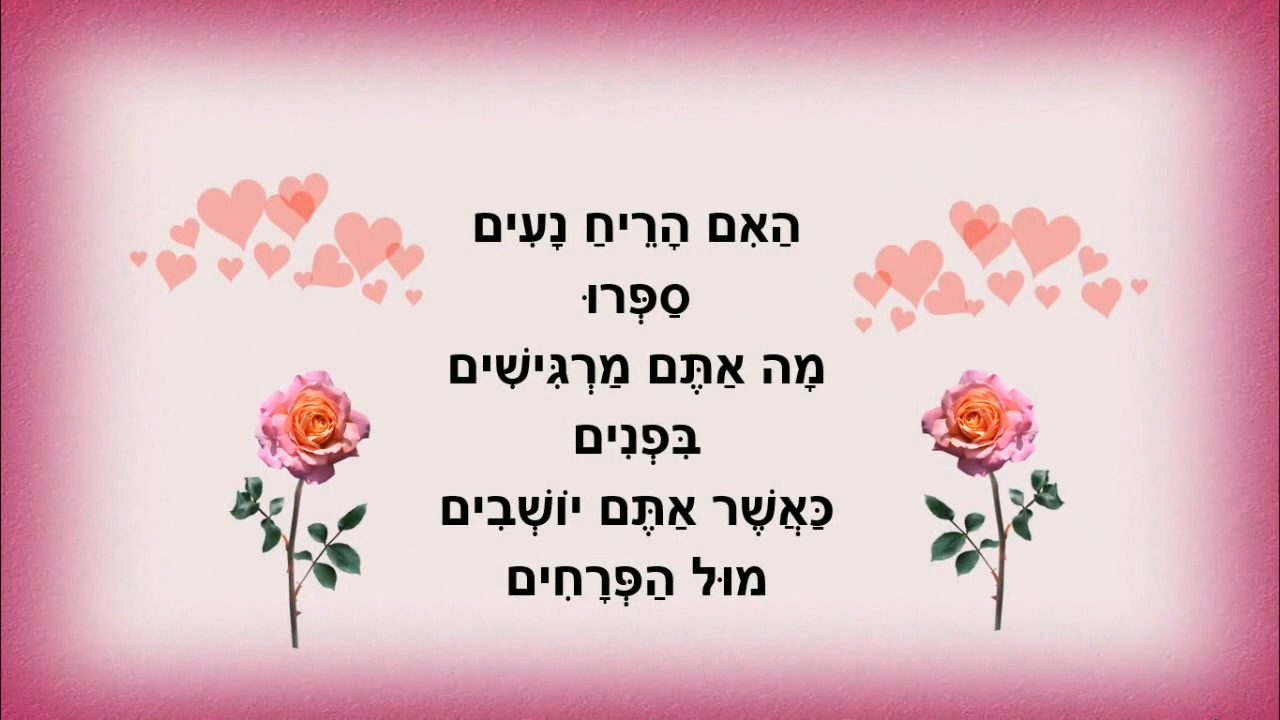 הַאִם הָרֵיחַ נָעִים
סַפְּרוּ
מָה אַתֶּם מַרְגִּישִׁים
בִּפְנִים
כַּאֲשֶׁר אַתֶּם יוֹשְׁבִים
מוּל הַפְּרָחִים